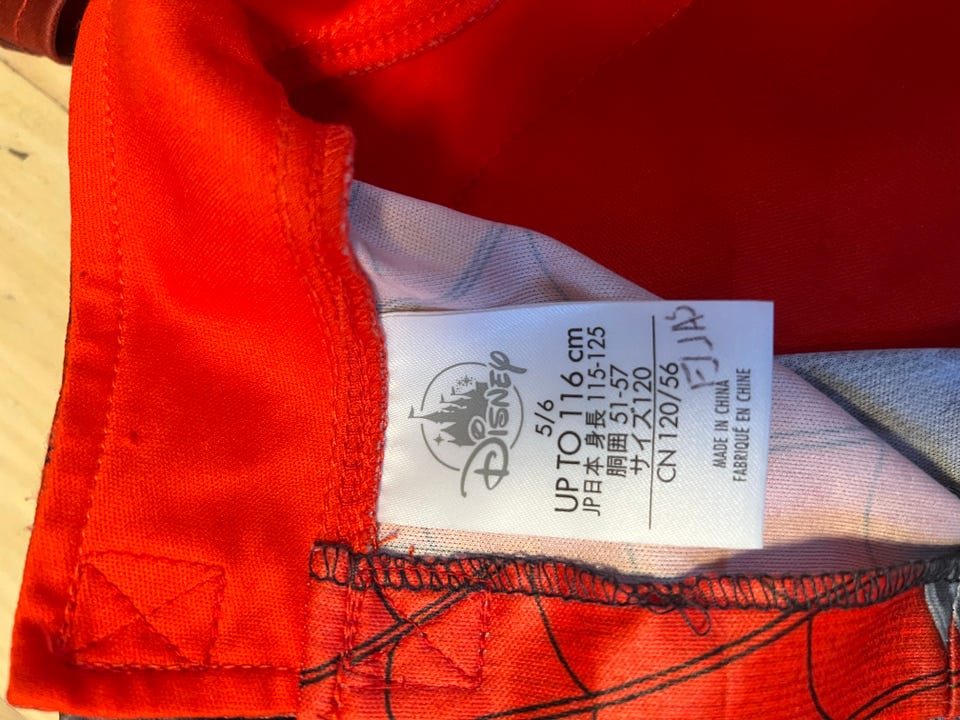 Disney
5/6
UP TO 116 cm
JP日本 身長 115-125
胴囲 51-57
サイズ120
CN 120/56
MADE IN CHINA
FABRIQUÉ EN CHINE